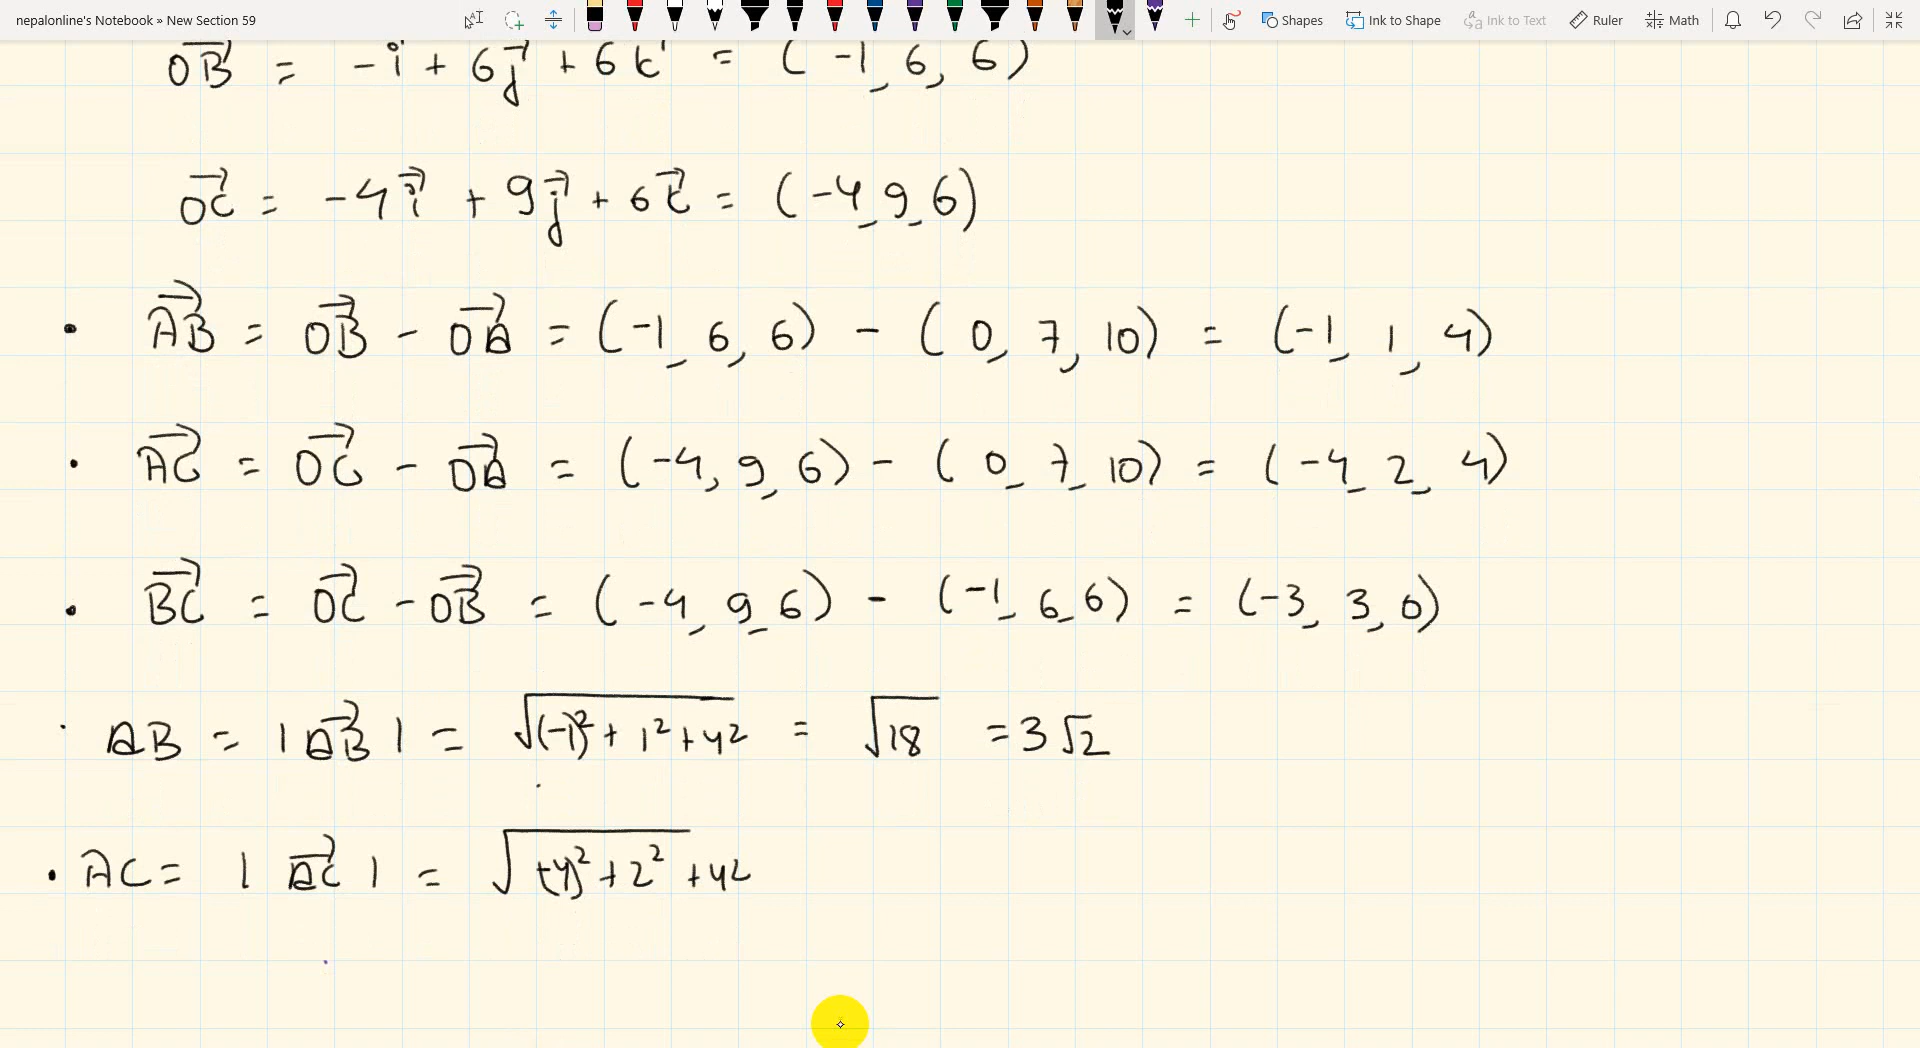 nepalonline's Notebook » New Section 59 Shapes Ink to Shape Ink to Text Ruler Math
OB = -i + 6j + 6k = (-1, 6, 6)
OC = -4i + 9j + 6k = (-4, 9, 6)
• AB = OB - OA = (-1, 6, 6) - (0, 7, 10) = (-1, 1, 4)
• AC = OC - OA = (-4, 9, 6) - (0, 7, 10) = (-4, 2, 4)
• BC = OC - OB = (-4, 9, 6) - (-1, 6, 6) = (-3, 3, 0)
• AB = |AB| = √(-1)² + 1² + 4² = √18 = 3√2
• AC = |AC| = √(-4)² + 2² + 4²